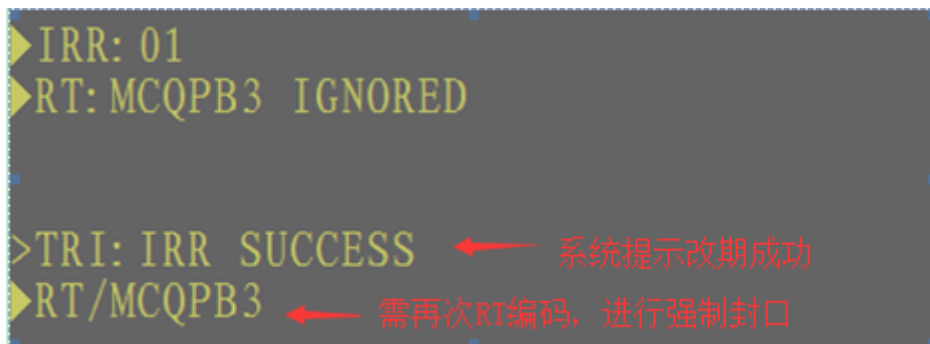 ▶IRR: 01
▶RT: MCQPB3 IGNORED
>TRI: IRR SUCCESS 系统提示改期成功
▶RT/MCQPB3 需再次RT编码，进行强制封口